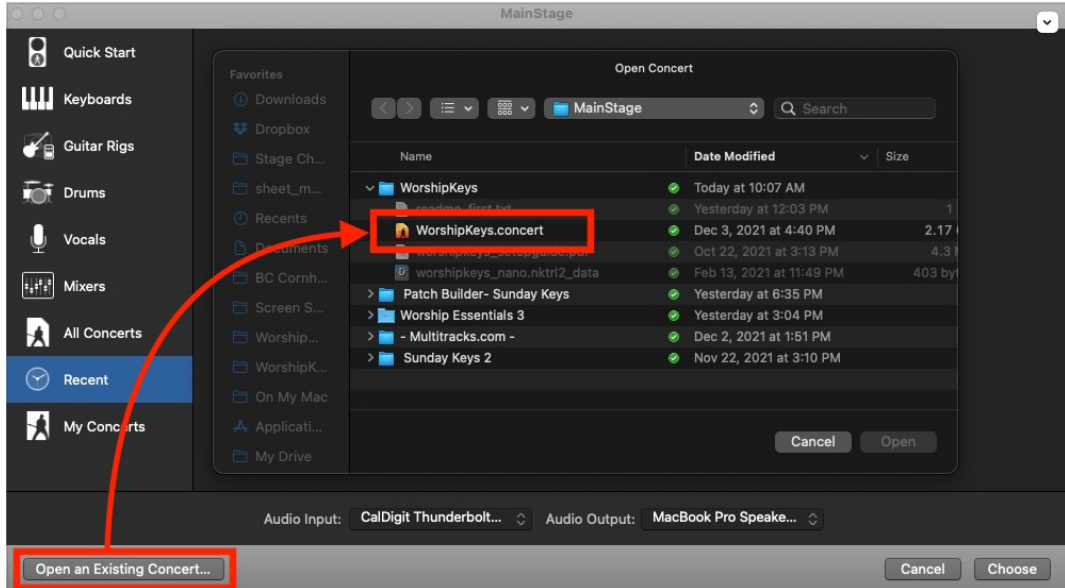 MainStage
Quick Start
Keyboards
Guitar Rigs
Drums
Vocals
Mixers
All Concerts
Recent
My Concerts
Favorites
Downloads
Dropbox
Stage Ch...
sheet_m...
Recents
Documents
BC Cornh...
Screen S...
Worship...
WorshipK...
On My Mac
Applicati...
My Drive
Open Concert
MainStage
Search
Name Date Modified Size
WorshipKeys Today at 10:07 AM
readme_first.txt Yesterday at 12:03 PM 1
WorshipKeys.concert Dec 3, 2021 at 4:40 PM 2.17
worshipkeys_setupguide.pdf Oct 22, 2021 at 3:13 PM 4.3
worshipkeys_nano.nktrl2_data Feb 13, 2021 at 11:49 PM 403 byt
Patch Builder- Sunday Keys Yesterday at 6:35 PM
Worship Essentials 3 Yesterday at 3:04 PM
- Multitracks.com - Dec 2, 2021 at 1:51 PM
Sunday Keys 2 Nov 22, 2021 at 3:10 PM
Cancel Open
Audio Input: CalDigit Thunderbolt... Audio Output: MacBook Pro Speake...
Open an Existing Concert... Cancel Choose